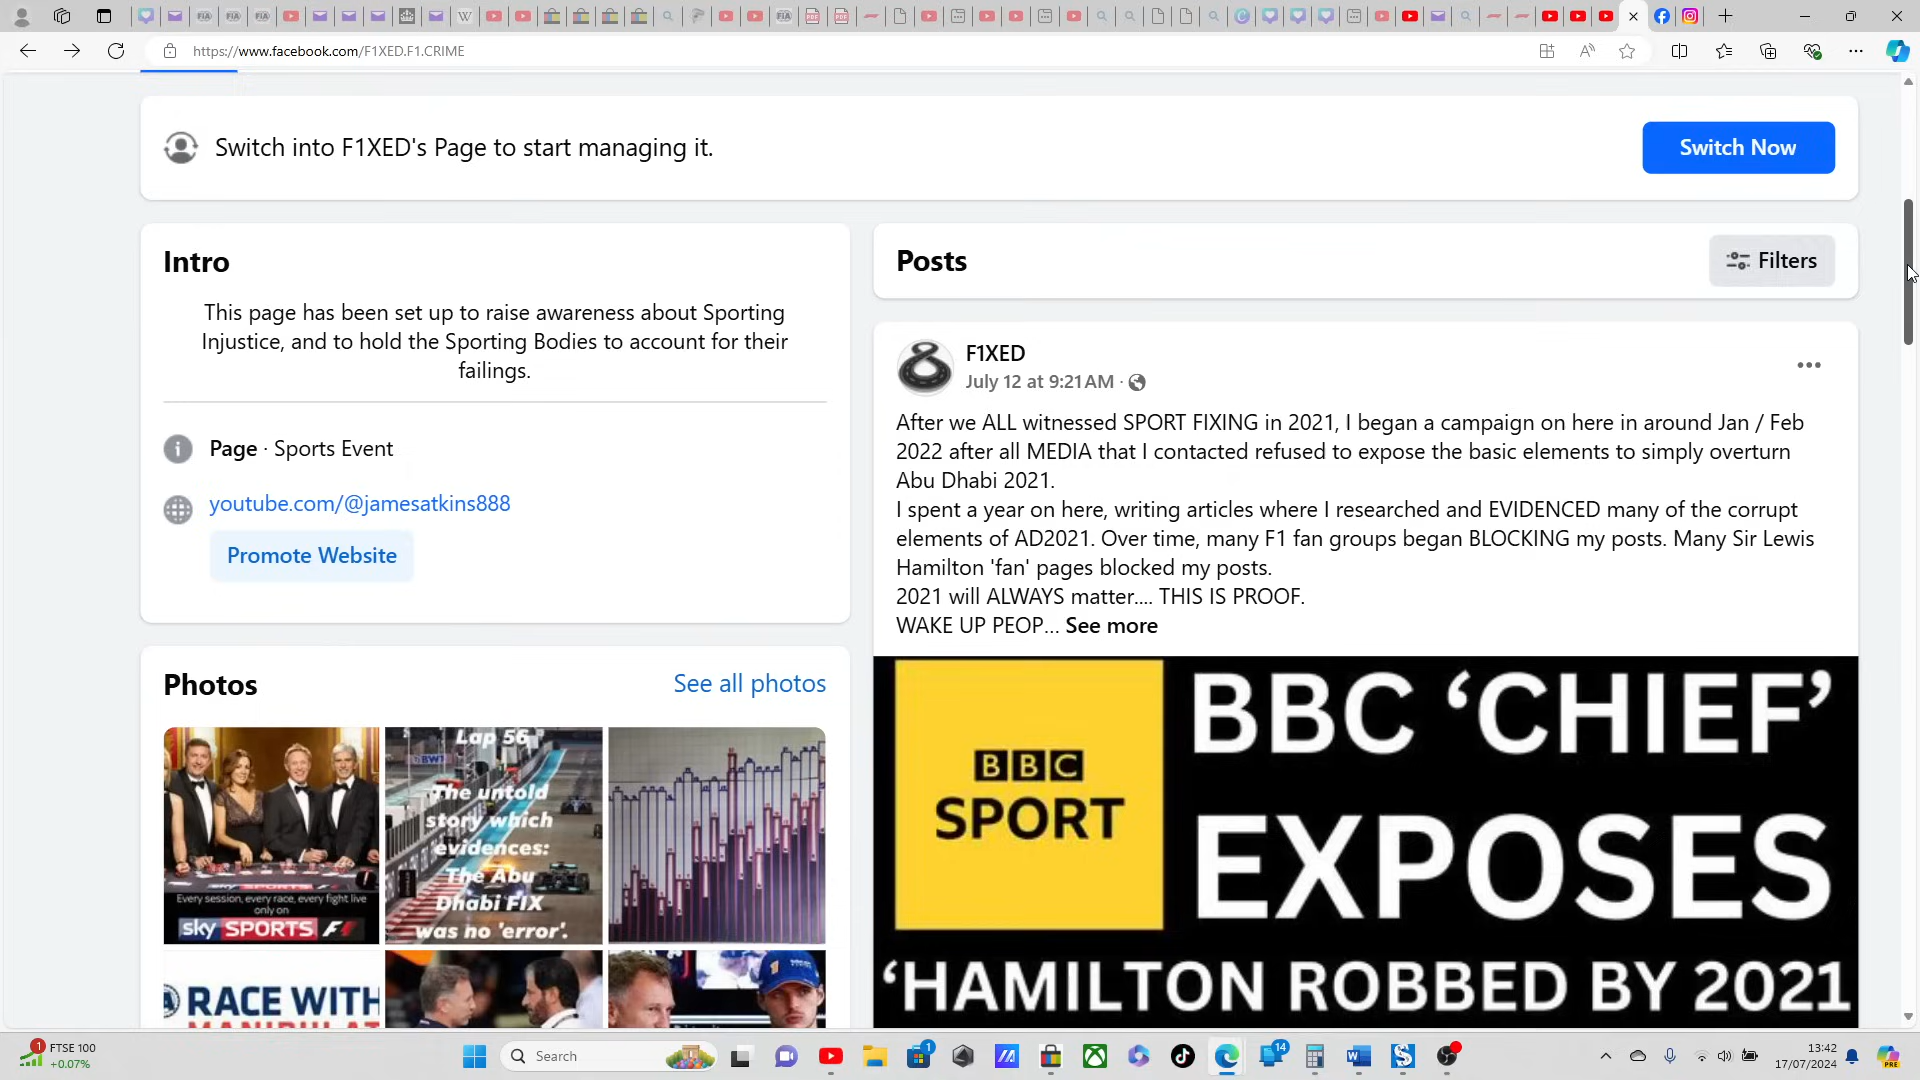 https://www.facebook.com/F1XED.F1.CRIME
Switch into F1XED's Page to start managing it.
Switch Now
Intro
This page has been set up to raise awareness about Sporting
Injustice, and to hold the Sporting Bodies to account for their
failings.
Page · Sports Event
youtube.com/@jamesatkins888
Promote Website
Photos
See all photos
Every session, every race, every fight live
only on
sky SPORTS F1
Lap 56
BWT
The untold
story which
evidences:
The Abu
Dhabi FIX
was no 'error'.
RACE WITH
Posts
Filters
F1XED
July 12 at 9:21 AM ·
After we ALL witnessed SPORT FIXING in 2021, I began a campaign on here in around Jan / Feb
2022 after all MEDIA that I contacted refused to expose the basic elements to simply overturn
Abu Dhabi 2021.
I spent a year on here, writing articles where I researched and EVIDENCED many of the corrupt
elements of AD2021. Over time, many F1 fan groups began BLOCKING my posts. Many Sir Lewis
Hamilton 'fan' pages blocked my posts.
2021 will ALWAYS matter.... THIS IS PROOF.
WAKE UP PEOP... See more
BBC
SPORT
BBC ‘CHIEF’
EXPOSES
‘HAMILTON ROBBED BY 2021
1
FTSE 100
+0.07%
Search
1
14
13:42
17/07/2024
PRE